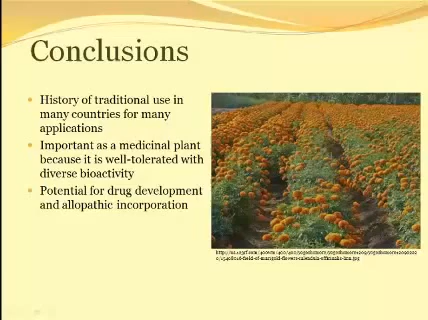 Conclusions
History of traditional use in
many countries for many
applications
Important as a medicinal plant
because it is well-tolerated with
diverse bioactivity
Potential for drug development
and allopathic incorporation